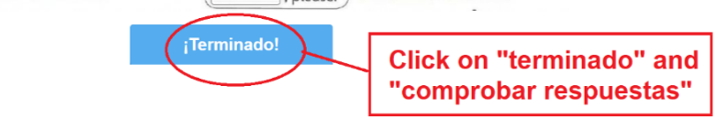 ¡Terminado!
Click on "terminado" and
"comprobar respuestas"